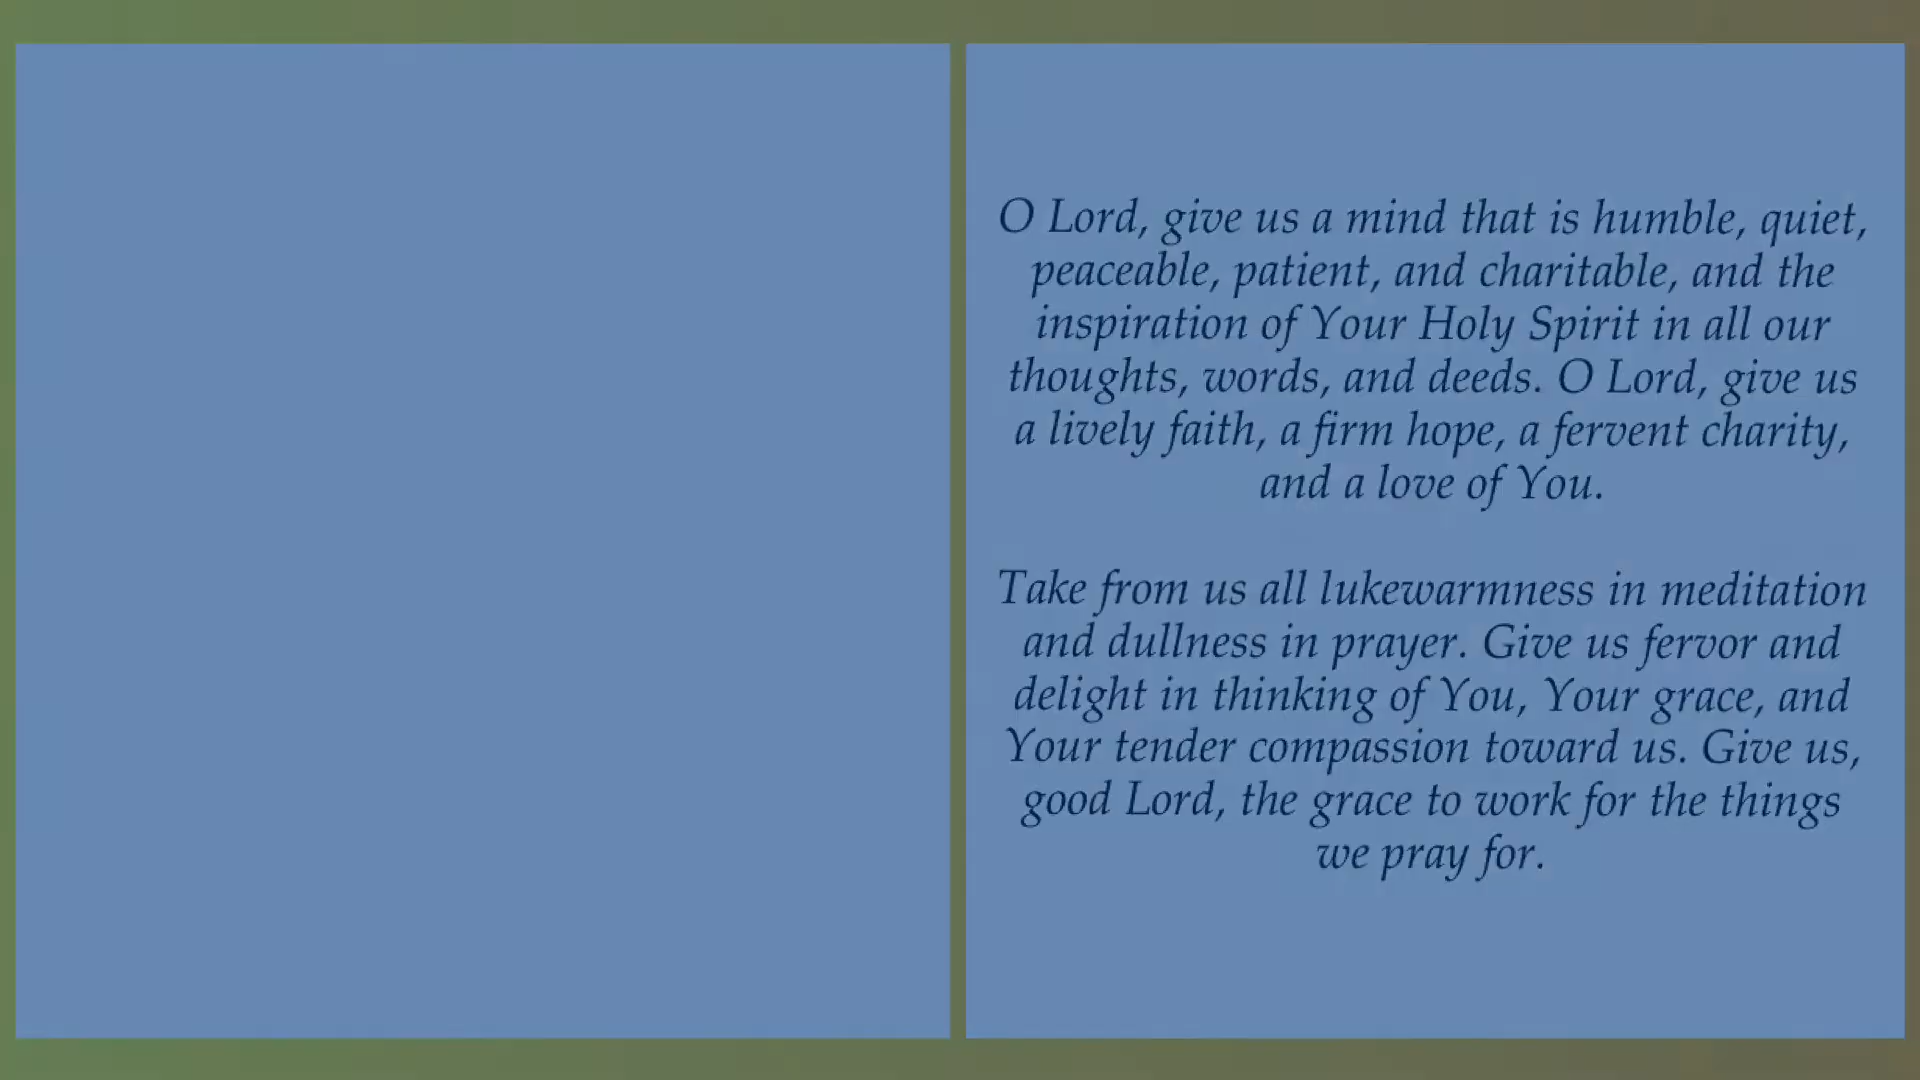 O Lord, give us a mind that is humble, quiet,
peaceable, patient, and charitable, and the
inspiration of Your Holy Spirit in all our
thoughts, words, and deeds. O Lord, give us
a lively faith, a firm hope, a fervent charity,
and a love of You.
Take from us all lukewarmness in meditation
and dullness in prayer. Give us fervor and
delight in thinking of You, Your grace, and
Your tender compassion toward us. Give us,
good Lord, the grace to work for the things
we pray for.